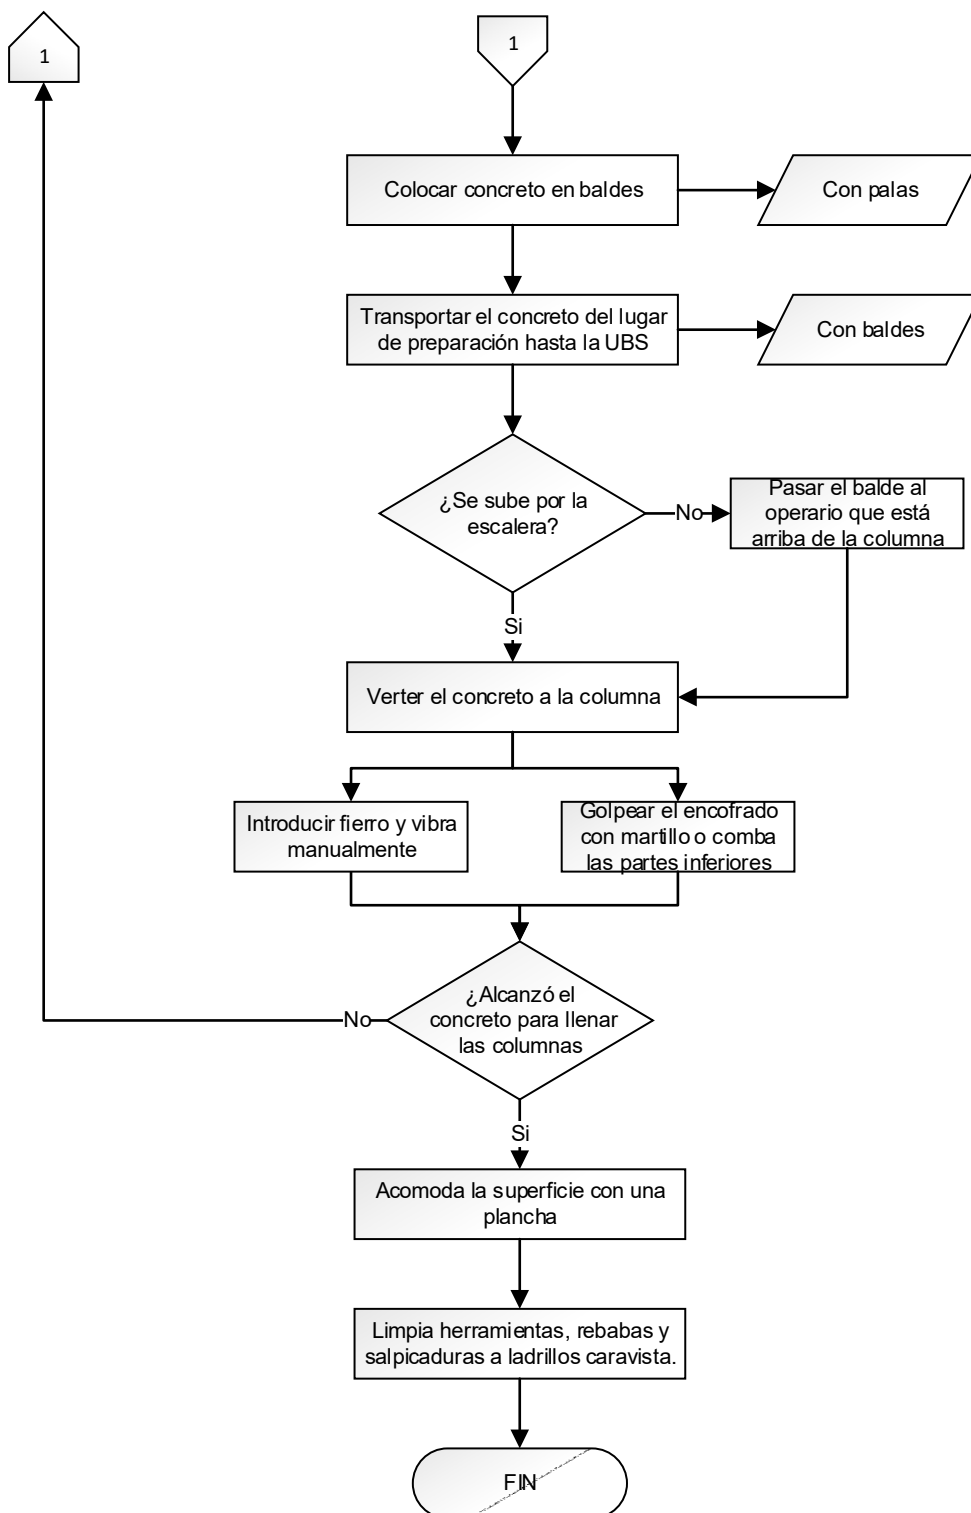 1
1
Colocar concreto en baldes
Con palas
Transportar el concreto del lugar
de preparación hasta la UBS
Con baldes
¿Se sube por la
escalera?
No
Pasar el balde al
operario que está
arriba de la columna
Si
Verter el concreto a la columna
Introducir fierro y vibra
manualmente
Golpear el encofrado
con martillo o comba
las partes inferiores
¿Alcanzó el
concreto para llenar
las columnas
No
Si
Acomoda la superficie con una
plancha
Limpia herramientas, rebabas y
salpicaduras a ladrillos caravista.
FIN